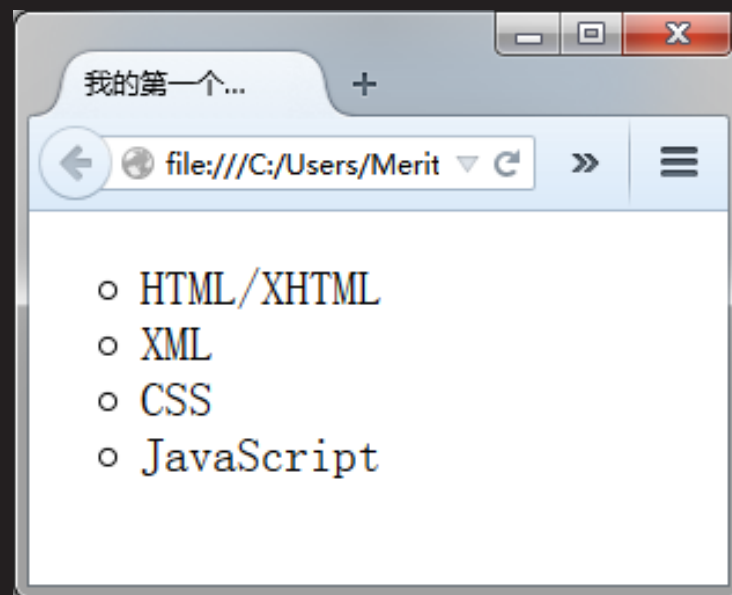 我的第一个...
file:///C:/Users/Merit
HTML/XHTML
XML
CSS
JavaScript